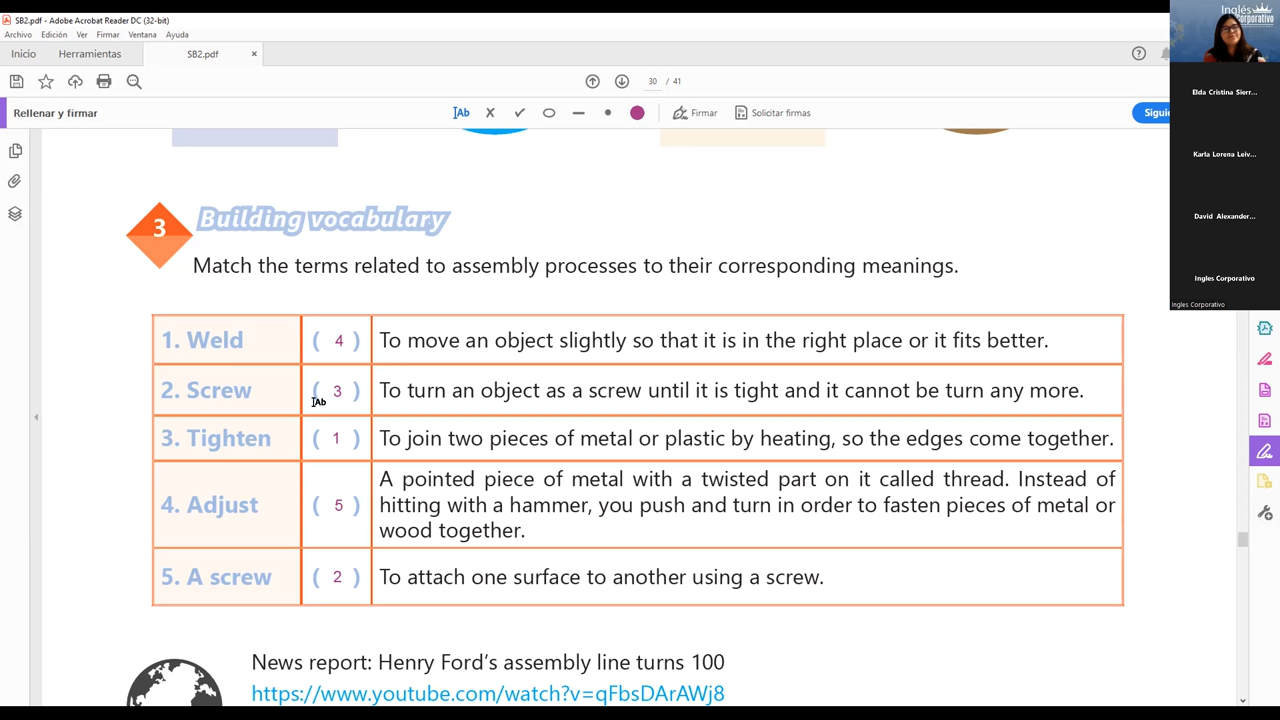 SB2.pdf - Adobe Acrobat Reader DC (32-bit)
Archivo Edición Ver Firmar Ventana Ayuda
Inicio Herramientas SB2.pdf ×
30 / 41
Rellenar y firmar
Ab
Firmar
Solicitar firmas
Siguie
Inglés
Corporativo
Elda Cristina Sierr...
Karla Lorena Leiv...
David Alexander...
Ingles Corporativo
Ingles Corporativo
3
Building vocabulary
Match the terms related to assembly processes to their corresponding meanings.
1. Weld ( 4 ) To move an object slightly so that it is in the right place or it fits better.
2. Screw ( 3 ) To turn an object as a screw until it is tight and it cannot be turn any more.
Ab
3. Tighten ( 1 ) To join two pieces of metal or plastic by heating, so the edges come together.
4. Adjust ( 5 ) A pointed piece of metal with a twisted part on it called thread. Instead of
hitting with a hammer, you push and turn in order to fasten pieces of metal or
wood together.
5. A screw ( 2 ) To attach one surface to another using a screw.
News report: Henry Ford's assembly line turns 100
https://www.youtube.com/watch?v=qFbsDArAWj8